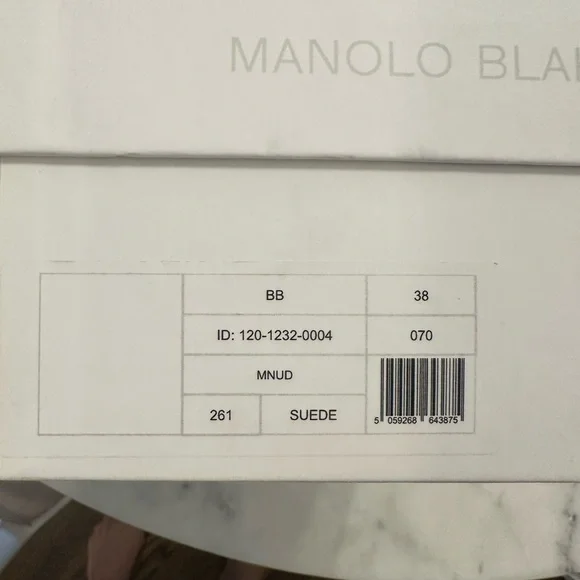 MANOLO BLA
BB 38
ID: 120-1232-0004 070
MNUD
261 SUEDE
5 059268 643875